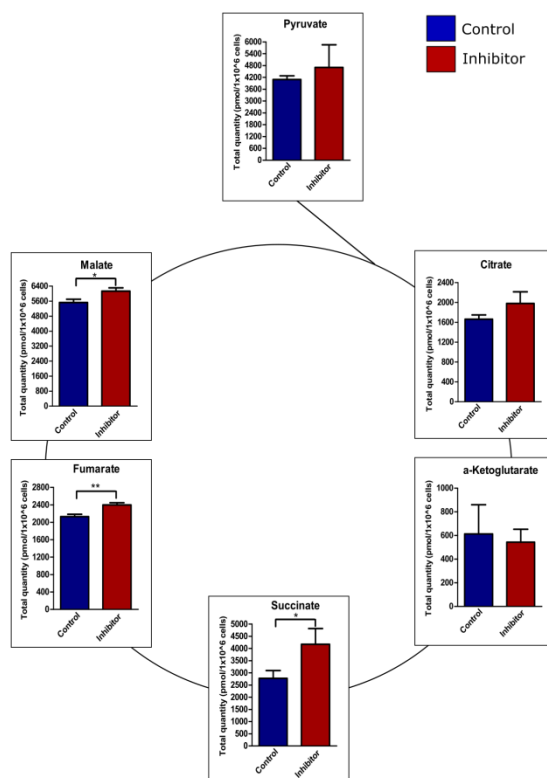 Pyruvate
Total quantity (pmol/1x10^6 cells)
6000
5400
4800
4200
3600
3000
2400
1800
1200
600
0
Control
Inhibitor
Control
Inhibitor
Malate
*
Total quantity (pmol/1x10^6 cells)
6400
5600
4800
4000
3200
2400
1600
800
0
Control
Inhibitor
Citrate
Total quantity (pmol/1x10^6 cells)
2400
2000
1600
1200
800
400
0
Control
Inhibitor
Fumarate
**
Total quantity (pmol/1x10^6 cells)
2800
2400
2000
1600
1200
800
400
0
Control
Inhibitor
a-Ketoglutarate
Total quantity (pmol/1x10^6 cells)
1000
800
600
400
200
0
Control
Inhibitor
Succinate
*
Total quantity (pmol/1x10^6 cells)
5000
4500
4000
3500
3000
2500
2000
1500
1000
500
0
Control
Inhibitor